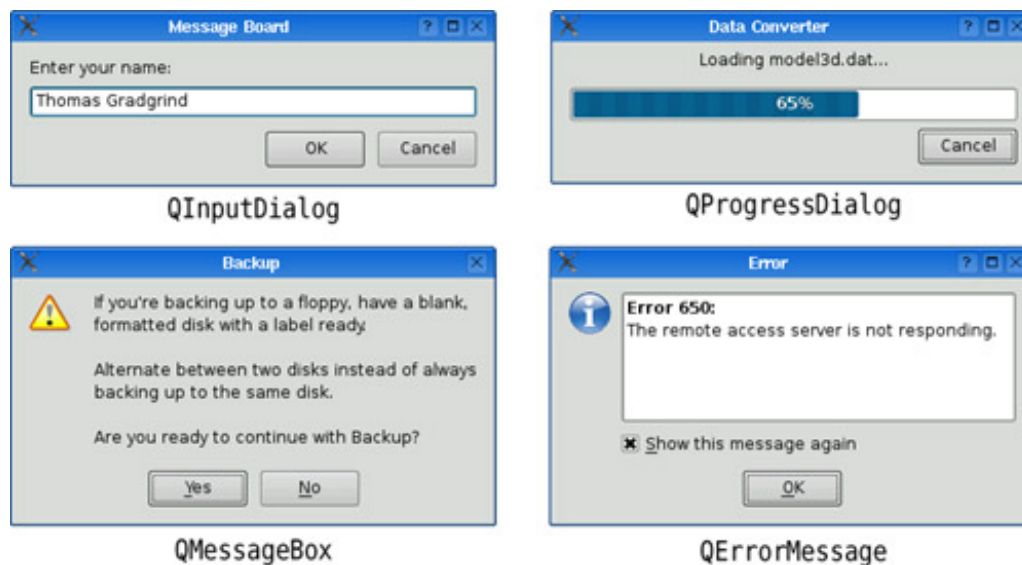 Message Board
Enter your name:
Thomas Gradgrind
OK Cancel
QInputDialog
Data Converter
Loading model3d.dat...
65%
Cancel
QProgressDialog
Backup
If you're backing up to a floppy, have a blank,
formatted disk with a label ready.
Alternate between two disks instead of always
backing up to the same disk.
Are you ready to continue with Backup?
Yes No
QMessageBox
Error
Error 650:
The remote access server is not responding.
Show this message again
OK
QErrorMessage